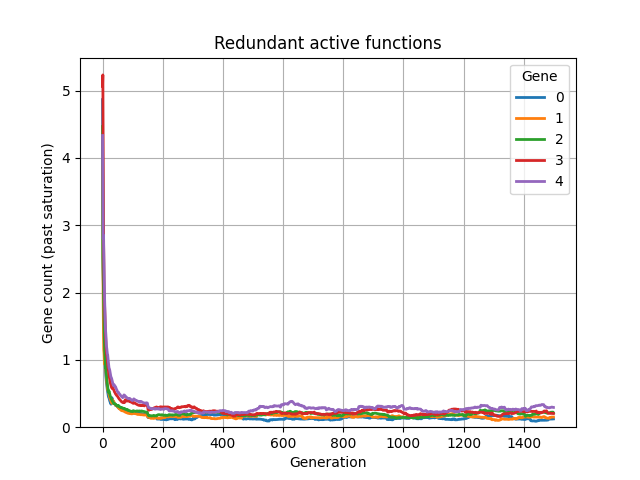 Redundant active functions
Gene count (past saturation)
5
4
3
2
1
0
0 200 400 600 800 1000 1200 1400
Generation
Gene
0
1
2
3
4